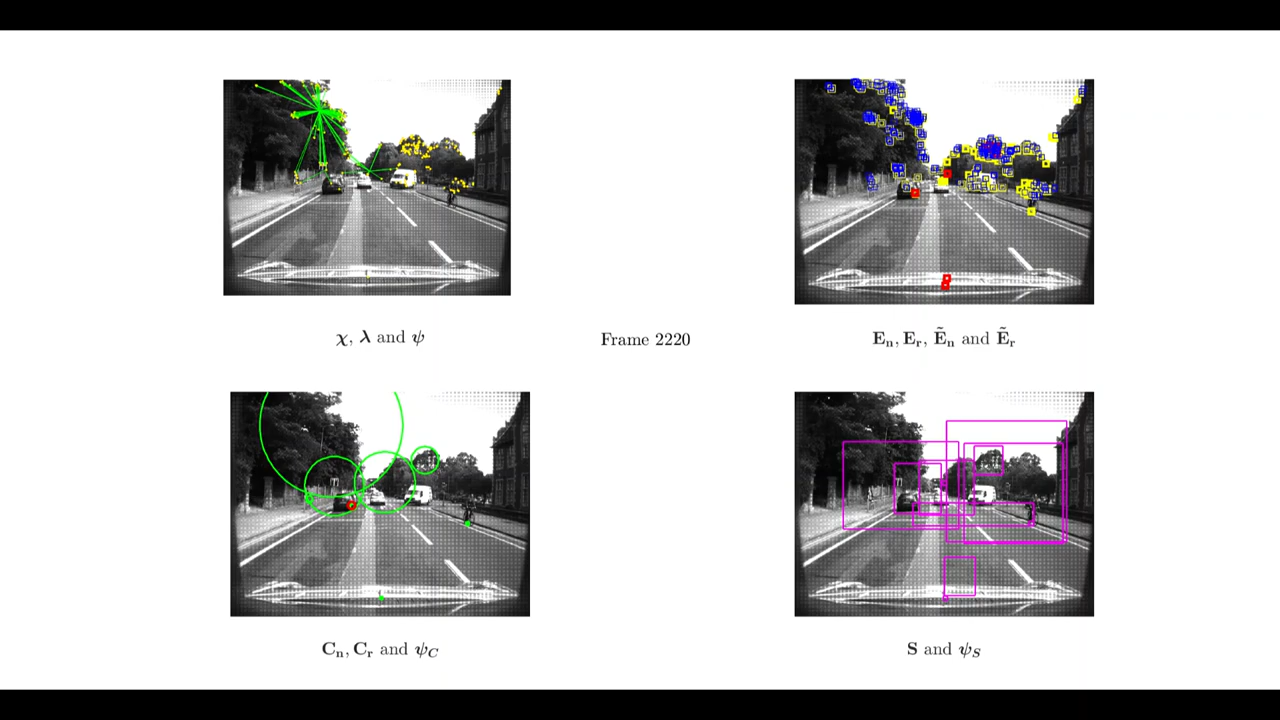 χ, λ and ψ
Frame 2220
Eₙ, Eᵣ, Ẽₙ and Ẽᵣ
Cₙ, Cᵣ and ψ_C
S and ψ_S